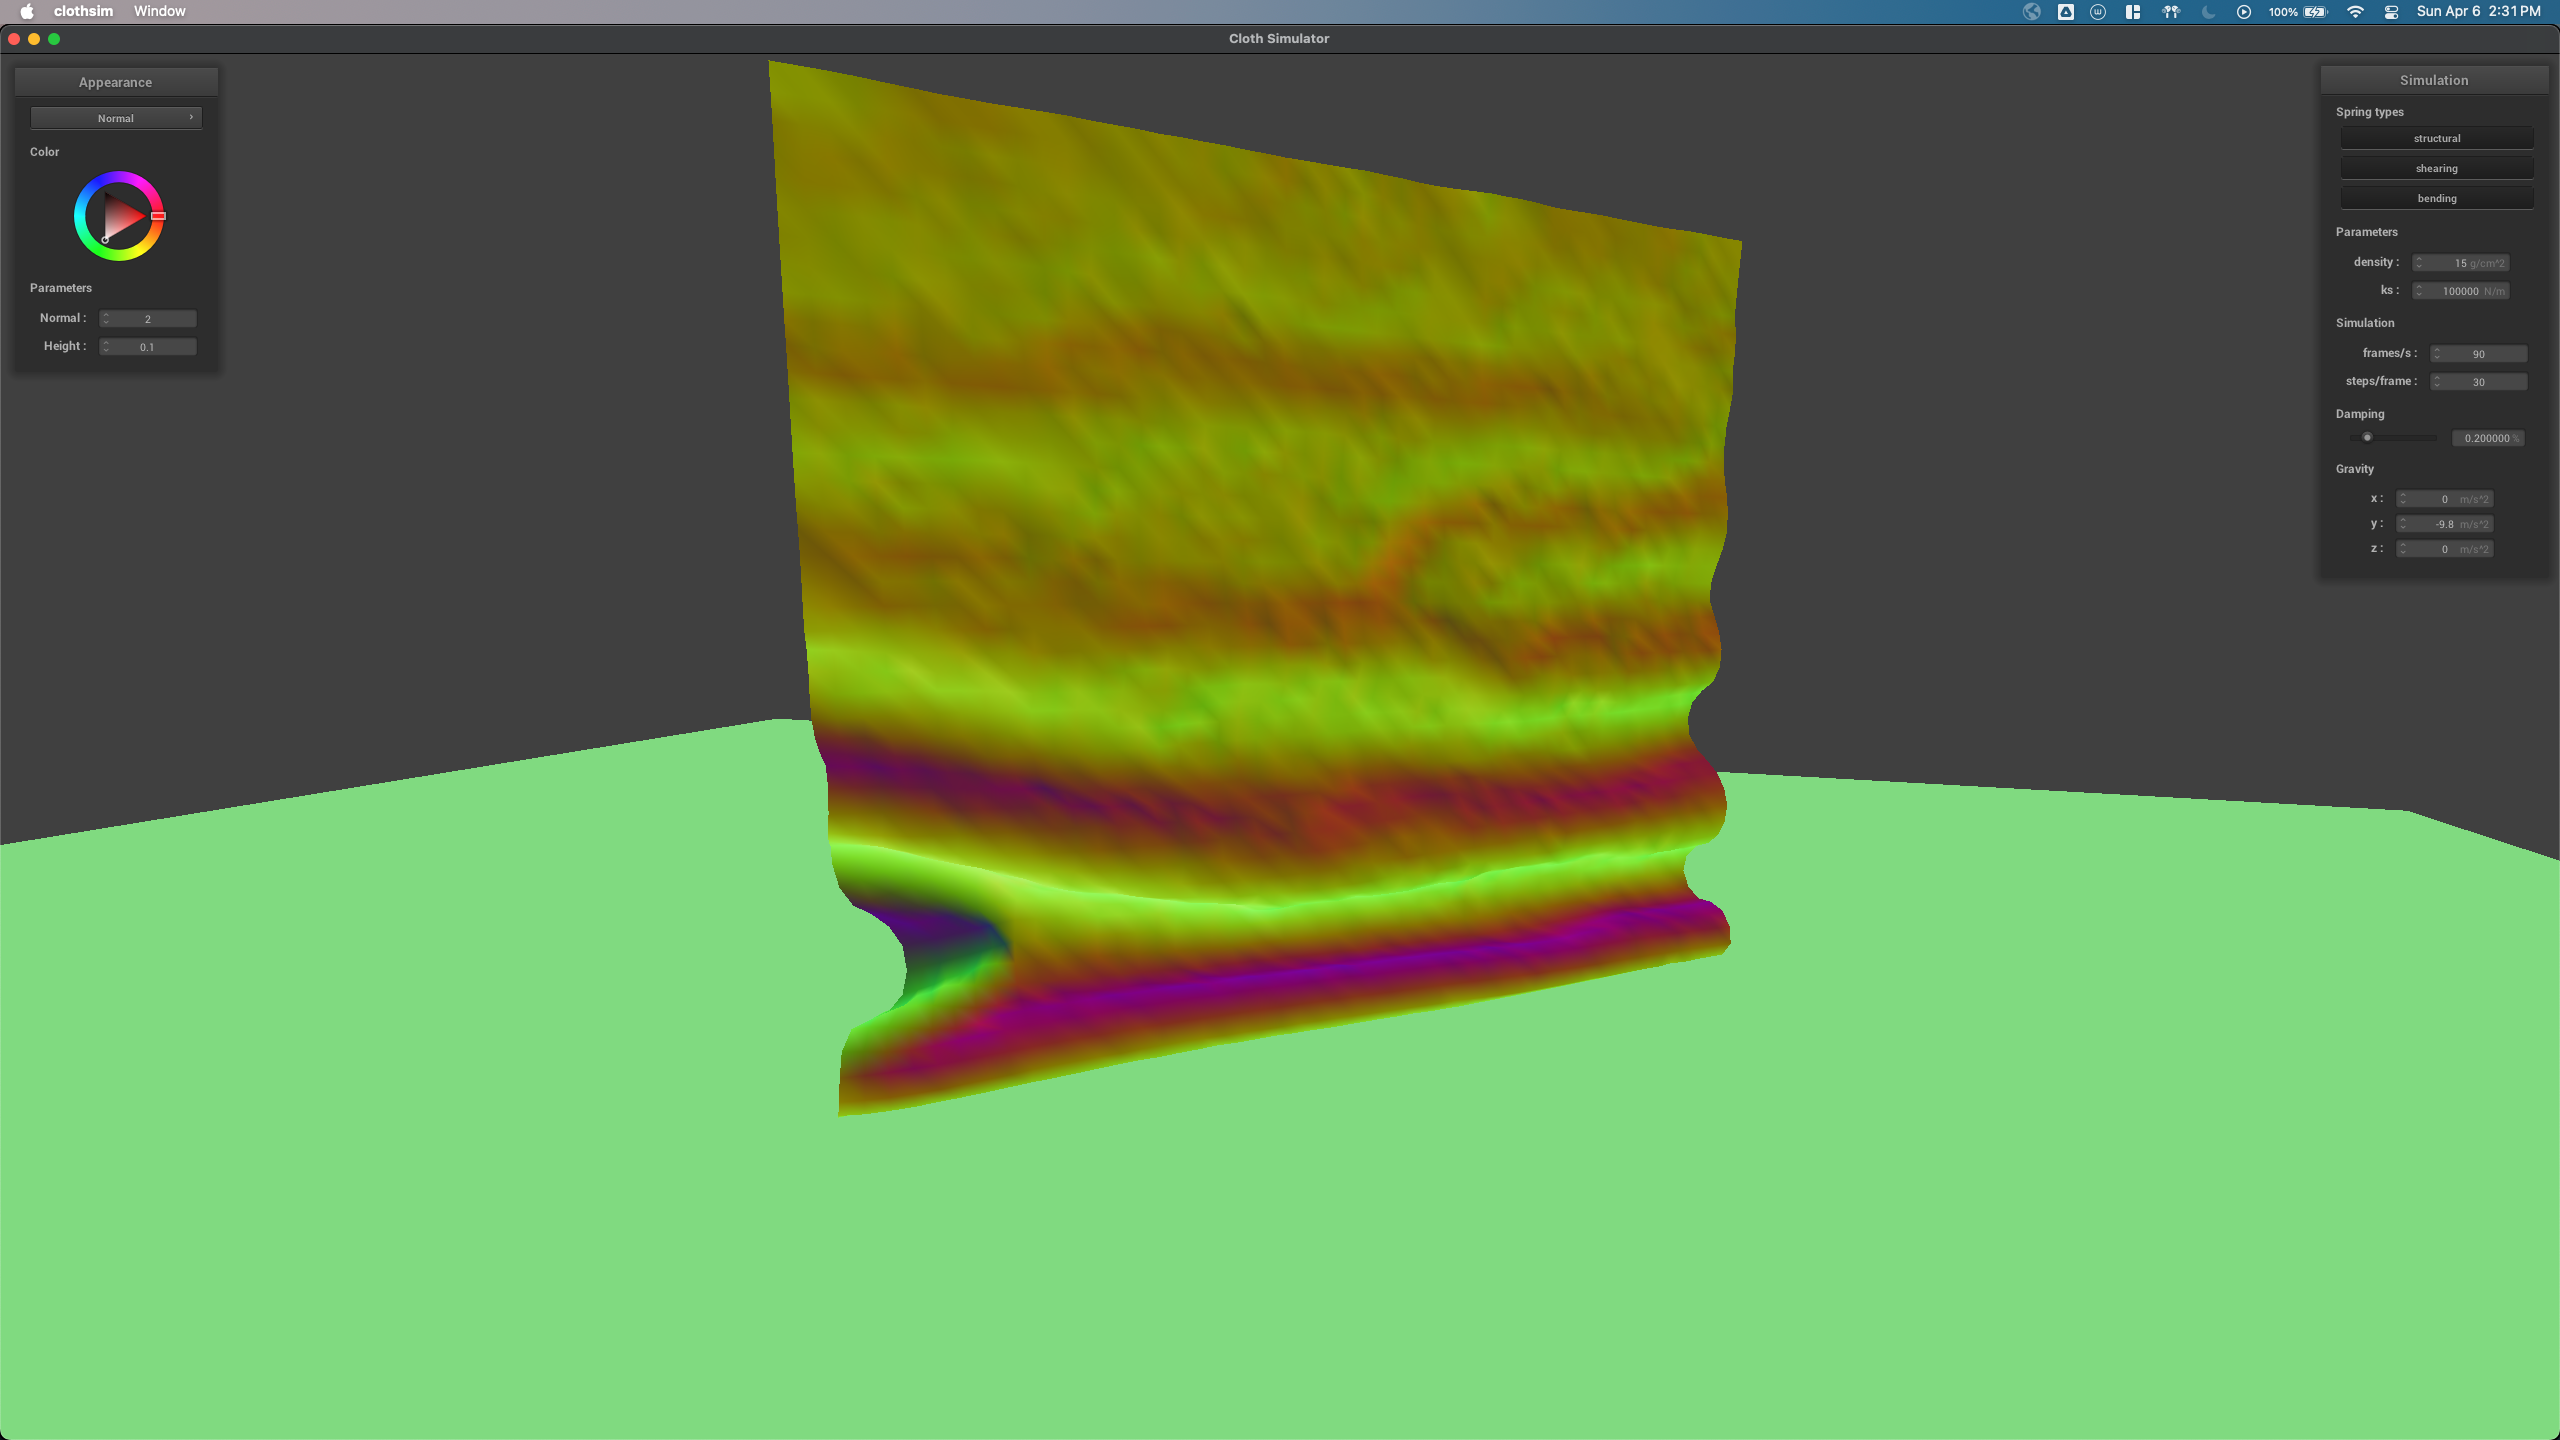 clothsim Window 100% Sun Apr 6 2:31 PM
Cloth Simulator
Appearance
Normal
Color
Parameters
Normal : 2
Height : 0.1
Simulation
Spring types
structural
shearing
bending
Parameters
density : 15 g/cm^2
ks : 100000 N/m
Simulation
frames/s : 90
steps/frame : 30
Damping
0.200000 %
Gravity
x : 0 m/s^2
y : -9.8 m/s^2
z : 0 m/s^2